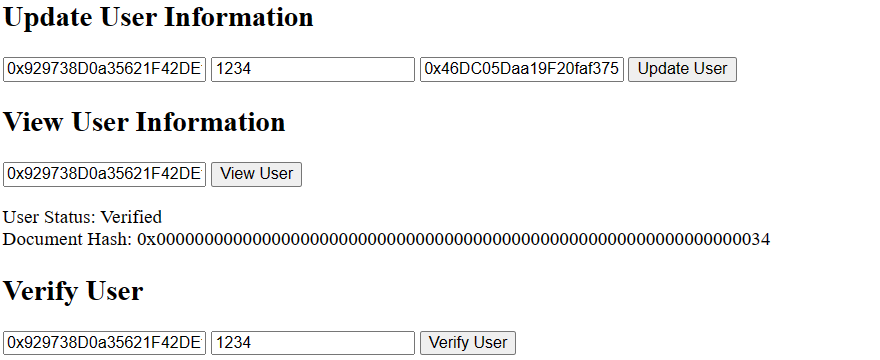 Update User Information
0x929738D0a35621F42DE 1234 0x46DC05Daa19F20faf375 Update User
View User Information
0x929738D0a35621F42DE View User
User Status: Verified
Document Hash: 0x0000000000000000000000000000000000000000000000000000000000000034
Verify User
0x929738D0a35621F42DE 1234 Verify User